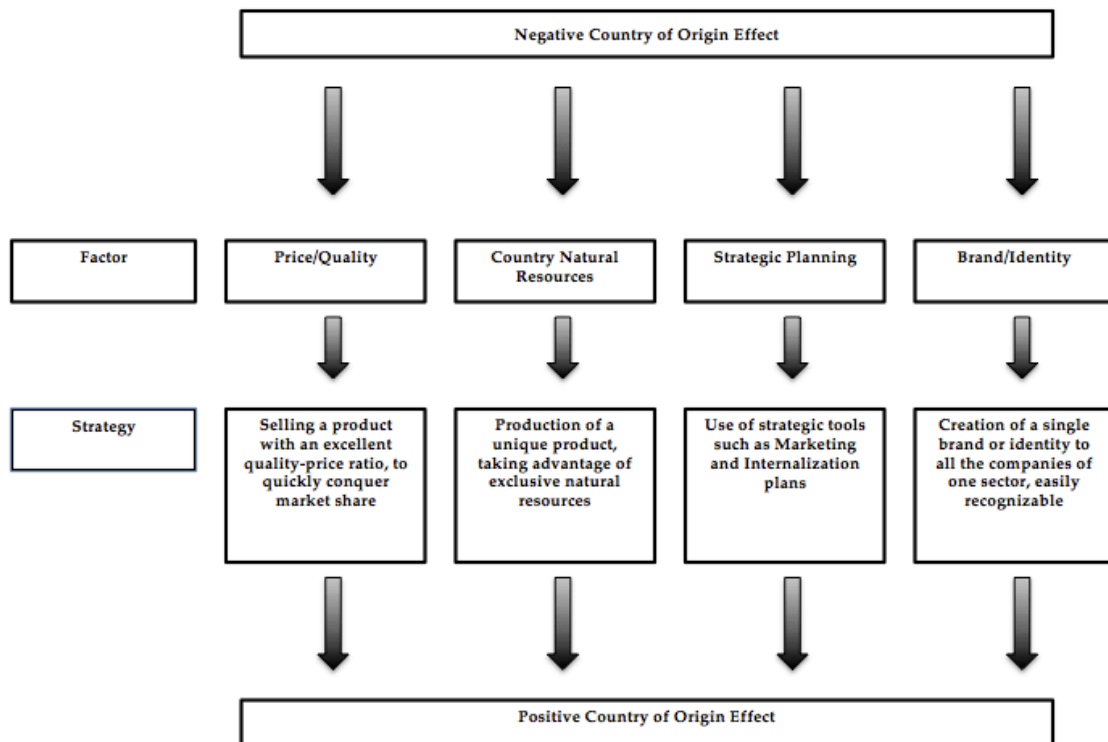 Negative Country of Origin Effect
Factor
Price/Quality
Country Natural
Resources
Strategic Planning
Brand/Identity
Strategy
Selling a product
with an excellent
quality-price ratio, to
quickly conquer
market share
Production of a
unique product,
taking advantage of
exclusive natural
resources
Use of strategic tools
such as Marketing
and Internalization
plans
Creation of a single
brand or identity to
all the companies of
one sector, easily
recognizable
Positive Country of Origin Effect